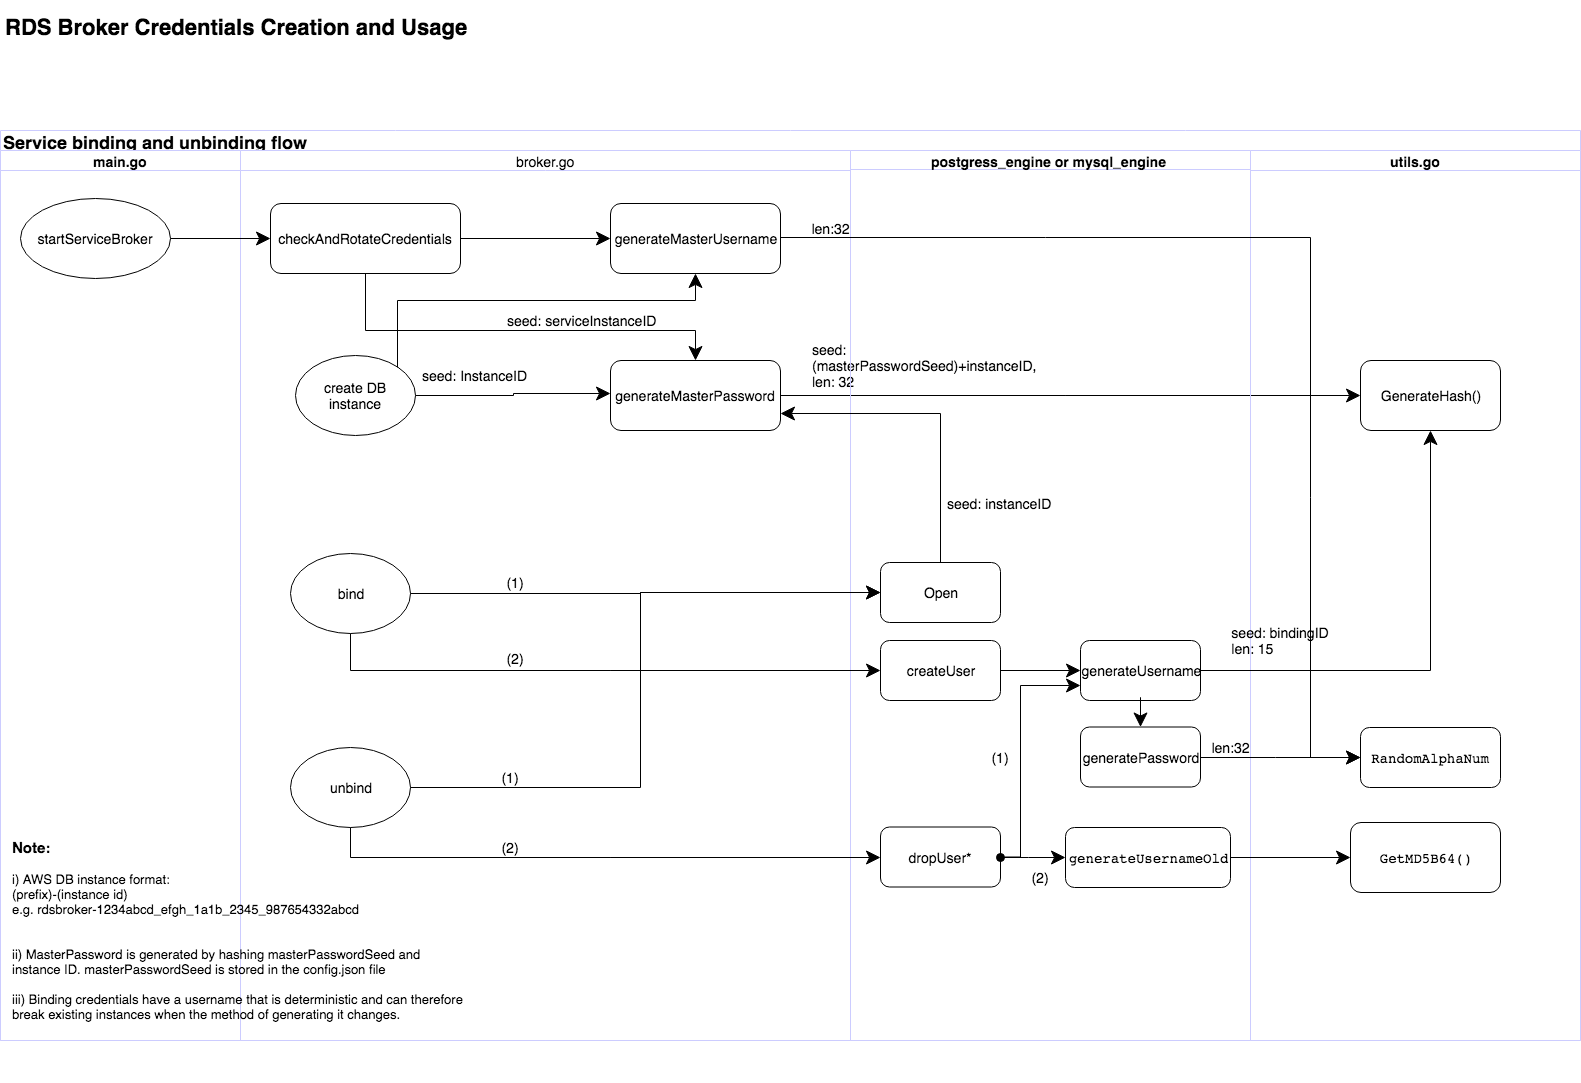 RDS Broker Credentials Creation and Usage
Service binding and unbinding flow
main.go
broker.go
postgress_engine or mysql_engine
utils.go
startServiceBroker
checkAndRotateCredentials
generateMasterUsername
len:32
seed: serviceInstanceID
create DB
instance
seed: InstanceID
generateMasterPassword
seed:
(masterPasswordSeed)+instanceID,
len: 32
GenerateHash()
seed: instanceID
bind
(1)
Open
(2)
createUser
generateUsername
seed: bindingID
len: 15
(1)
generatePassword
len:32
RandomAlphaNum
unbind
(1)
(2)
dropUser*
(2)
generateUsernameOld
GetMD5B64()
Note:
i) AWS DB instance format:
(prefix)-(instance id)
e.g. rdsbroker-1234abcd_efgh_1a1b_2345_987654332abcd
ii) MasterPassword is generated by hashing masterPasswordSeed and
instance ID. masterPasswordSeed is stored in the config.json file
iii) Binding credentials have a username that is deterministic and can therefore
break existing instances when the method of generating it changes.